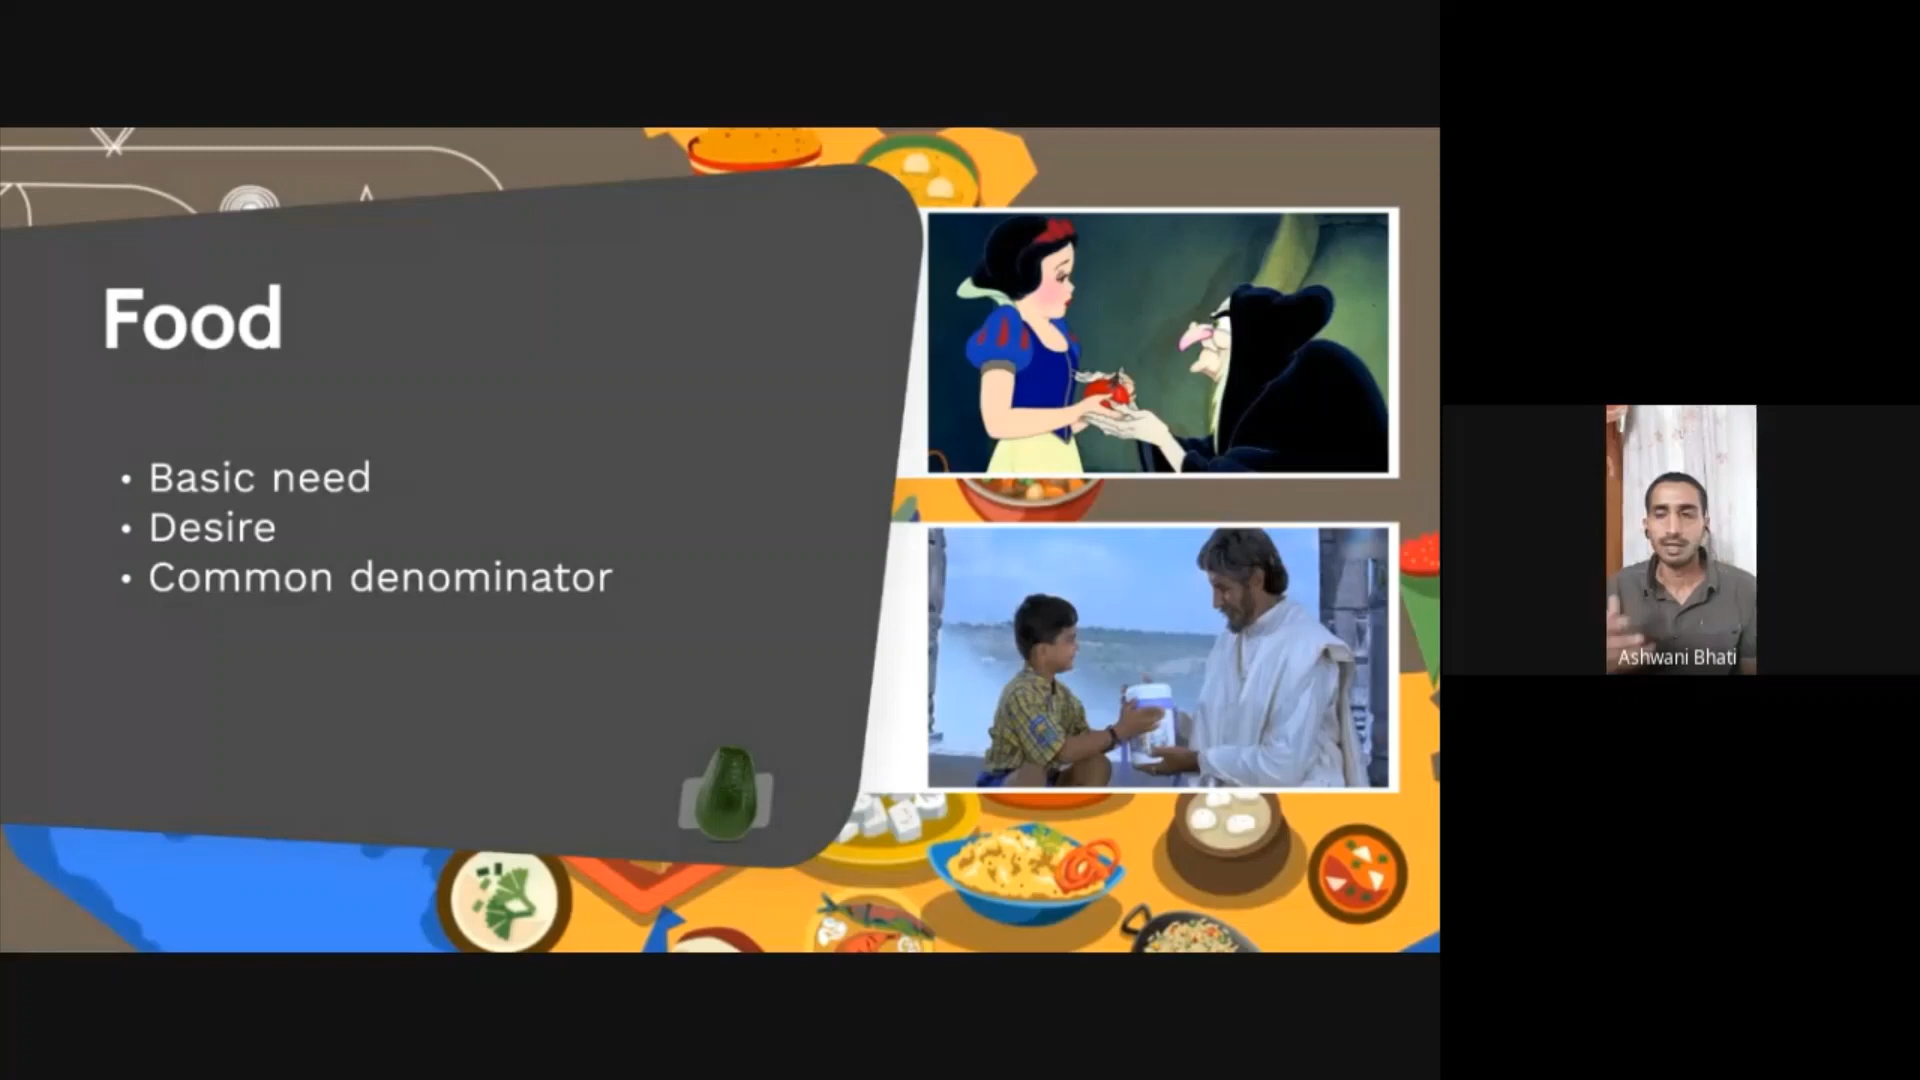 Food
• Basic need
• Desire
• Common denominator
Ashwani Bhati